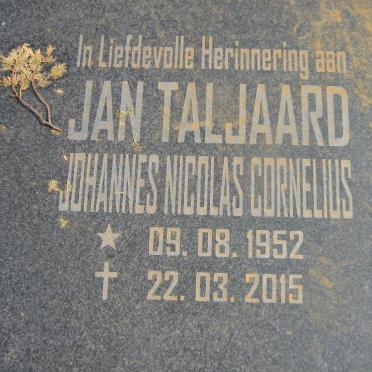 In Liefdevolle Herinnering aan
JAN TALJAARD
JOHANNES NICOLAS CORNELIUS
09. 08. 1952
22. 03. 2015